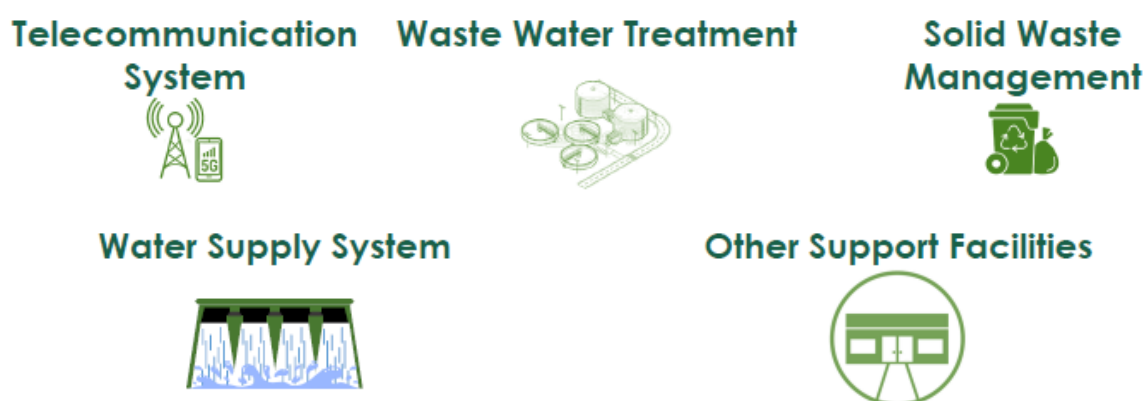 Telecommunication
System
Waste Water Treatment
Solid Waste
Management
5G
Water Supply System
Other Support Facilities